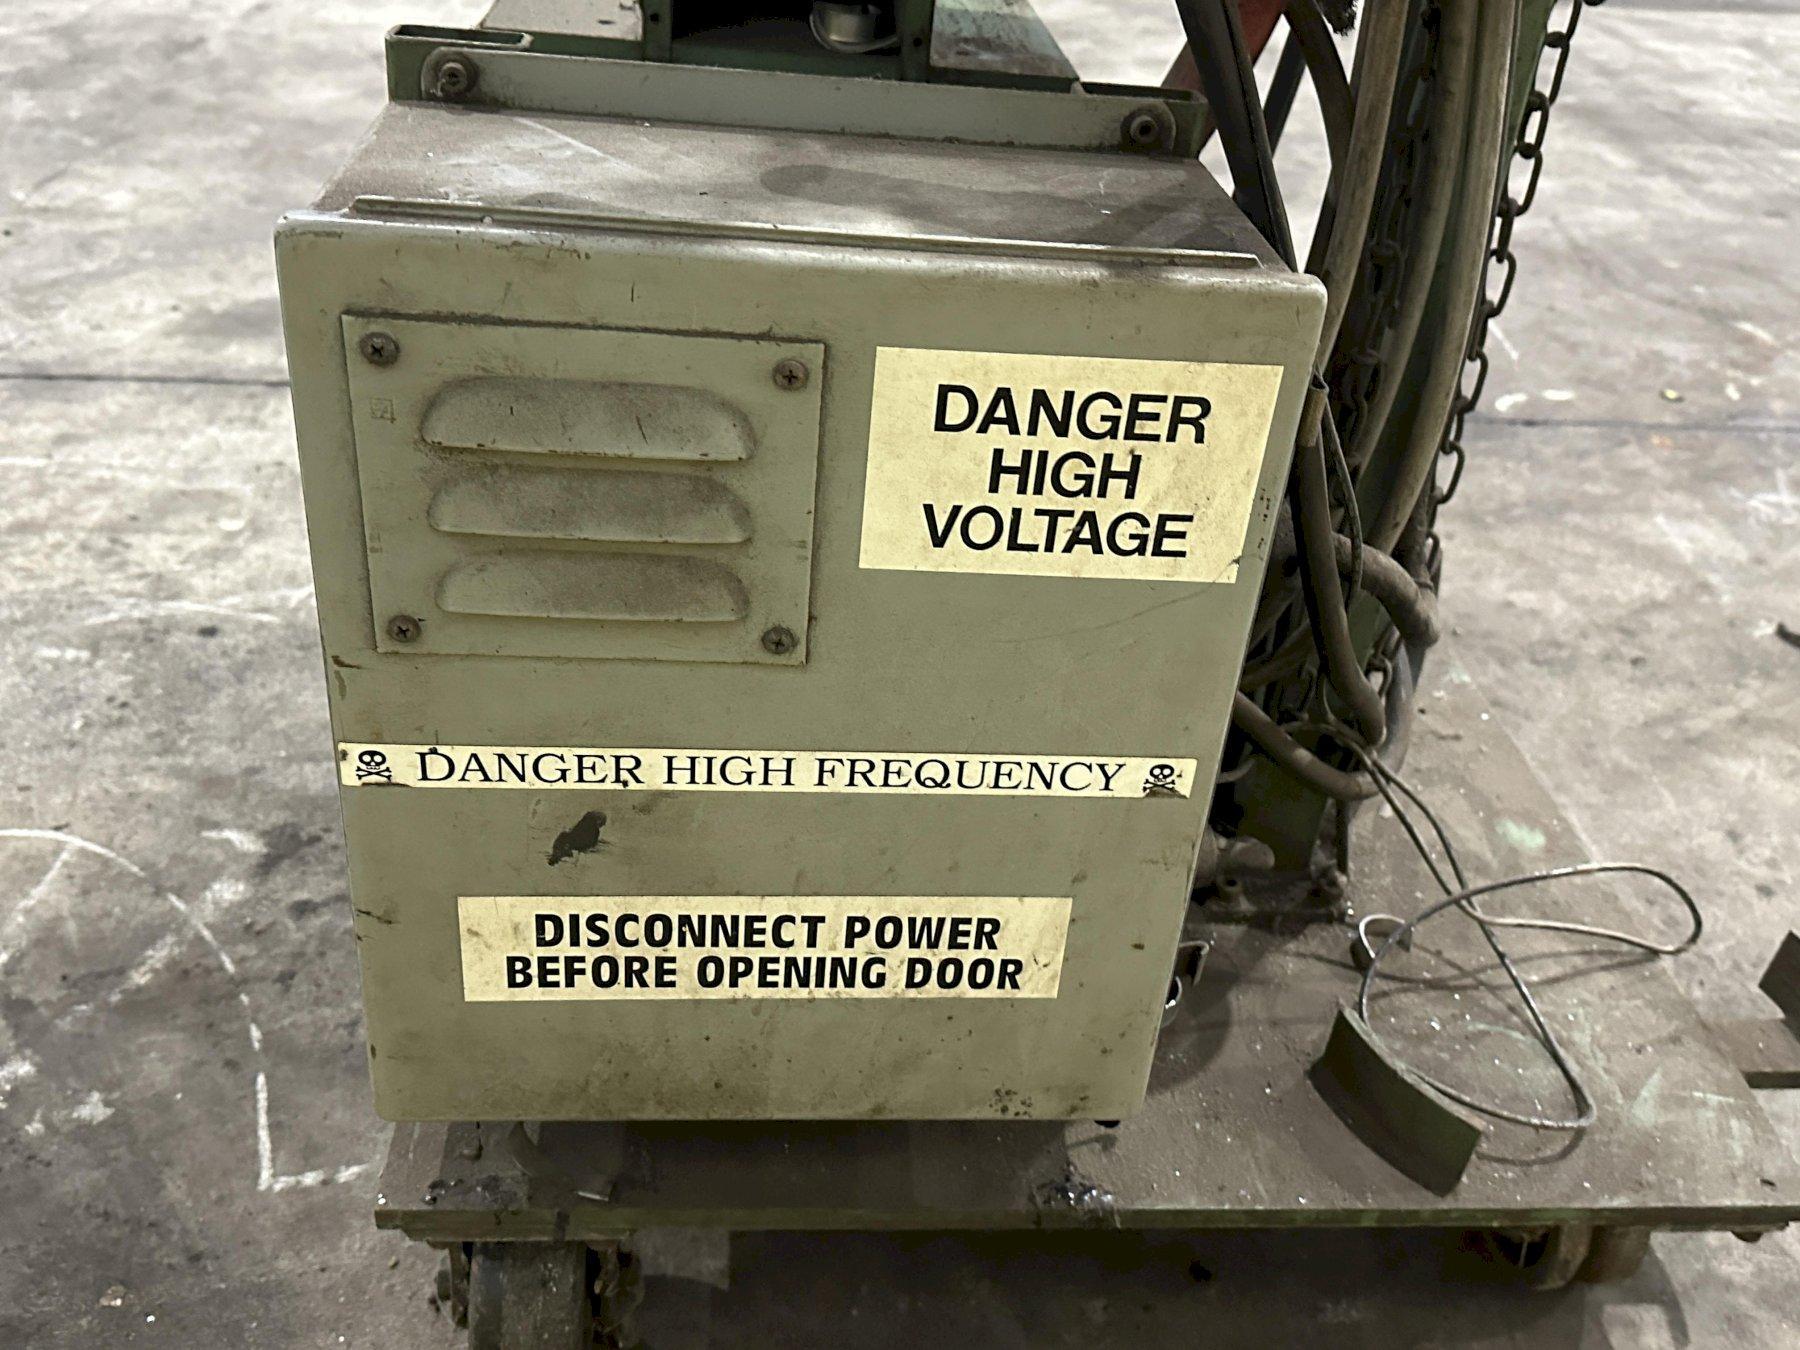 DANGER
HIGH
VOLTAGE
DANGER HIGH FREQUENCY
DISCONNECT POWER
BEFORE OPENING DOOR